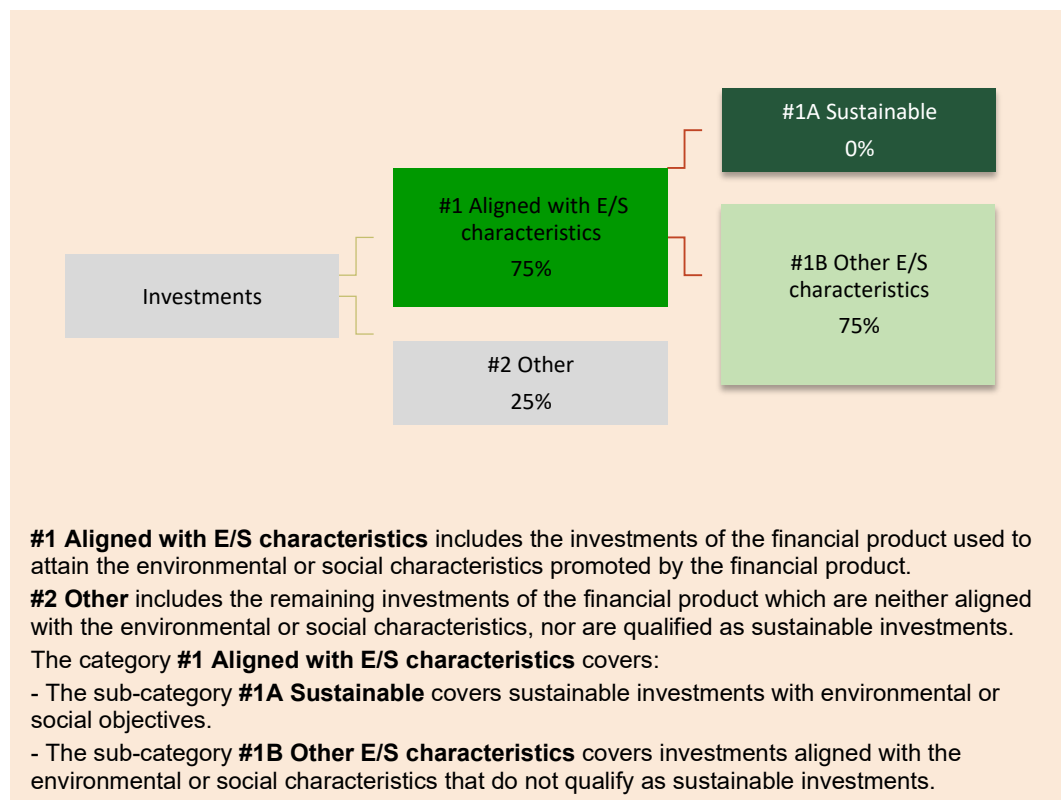 #1A Sustainable
0%
#1 Aligned with E/S
characteristics
75%
#1B Other E/S
characteristics
75%
Investments
#2 Other
25%
#1 Aligned with E/S characteristics includes the investments of the financial product used to
attain the environmental or social characteristics promoted by the financial product.
#2 Other includes the remaining investments of the financial product which are neither aligned
with the environmental or social characteristics, nor are qualified as sustainable investments.
The category #1 Aligned with E/S characteristics covers:
- The sub-category #1A Sustainable covers sustainable investments with environmental or
social objectives.
- The sub-category #1B Other E/S characteristics covers investments aligned with the
environmental or social characteristics that do not qualify as sustainable investments.